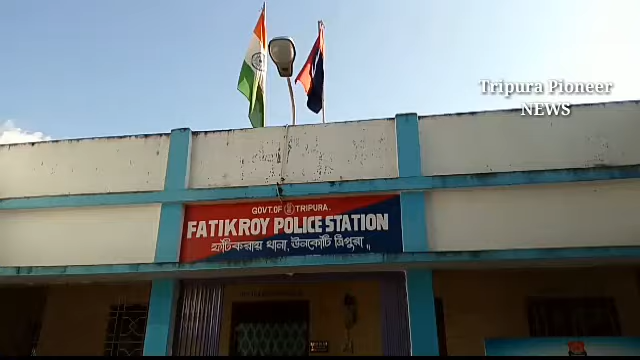 Tripura Pioneer
NEWS
GOVT. OF TRIPURA.
FATIKROY POLICE STATION
ফটিকরায় থানা, ঊনকোটি ত্রিপুরা ,,